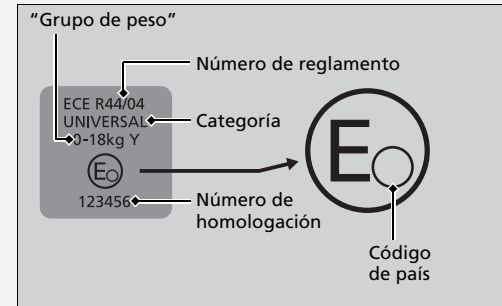 “Grupo de peso”
Número de reglamento
ECE R44/04
UNIVERSAL
Categoría
0-18kg Y
E
E
123456
Número de
homologación
Código
de país